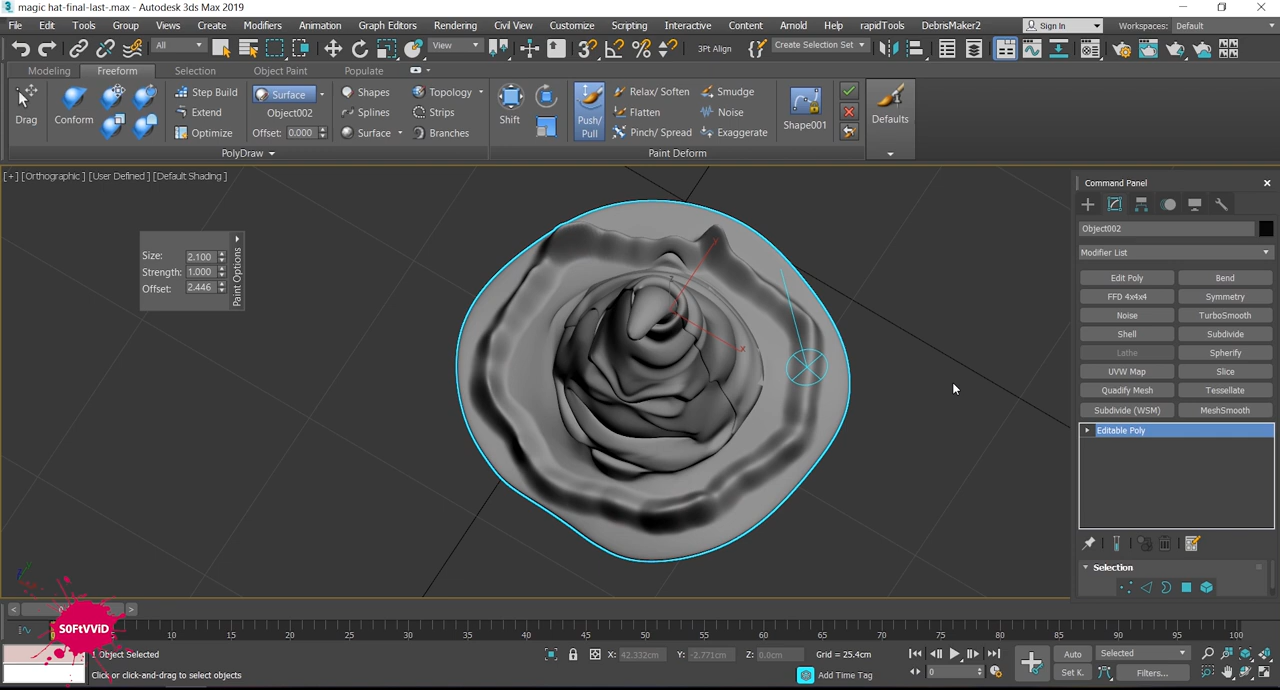 magic hat-final-last-.max - Autodesk 3ds Max 2019
File Edit Tools Group Views Create Modifiers Animation Graph Editors Rendering Civil View Customize Scripting Interactive Content Arnold Help rapidTools DebrisMaker2 Sign In Workspaces: Default
All View 3Pt Align Create Selection Set
Modeling Freeform Selection Object Paint Populate
Step Build Surface Shapes Topology Relax/ Soften Smudge
Drag Conform Extend Object002 Splines Strips Shift Push/ Pull Flatten Noise Shape001 Defaults
Optimize Offset: 0.000 Surface Branches Pinch/ Spread Exaggerate
PolyDraw Paint Deform
[+] [Orthographic ] [User Defined ] [Default Shading ]
Command Panel
Object002
Modifier List
Size: 2.100
Strength: 1.000
Offset: 2.446
Paint Options
Edit Poly Bend
FFD 4x4x4 Symmetry
Noise TurboSmooth
Shell Subdivide
Lathe Spherify
UVW Map Slice
Quadify Mesh Tessellate
Subdivide (WSM) MeshSmooth
Editable Poly
Selection
x
SOFtVViD
10 15 20 25 30 35 40 45 50 55 60 65 70 75 80 85 90 95 100
1 Object Selected
Click or click-and-drag to select objects
X: 42.332cm Y: -2.771cm Z: 0.0cm Grid = 25.4cm
Add Time Tag
0
Auto Selected
Set K. Filters...